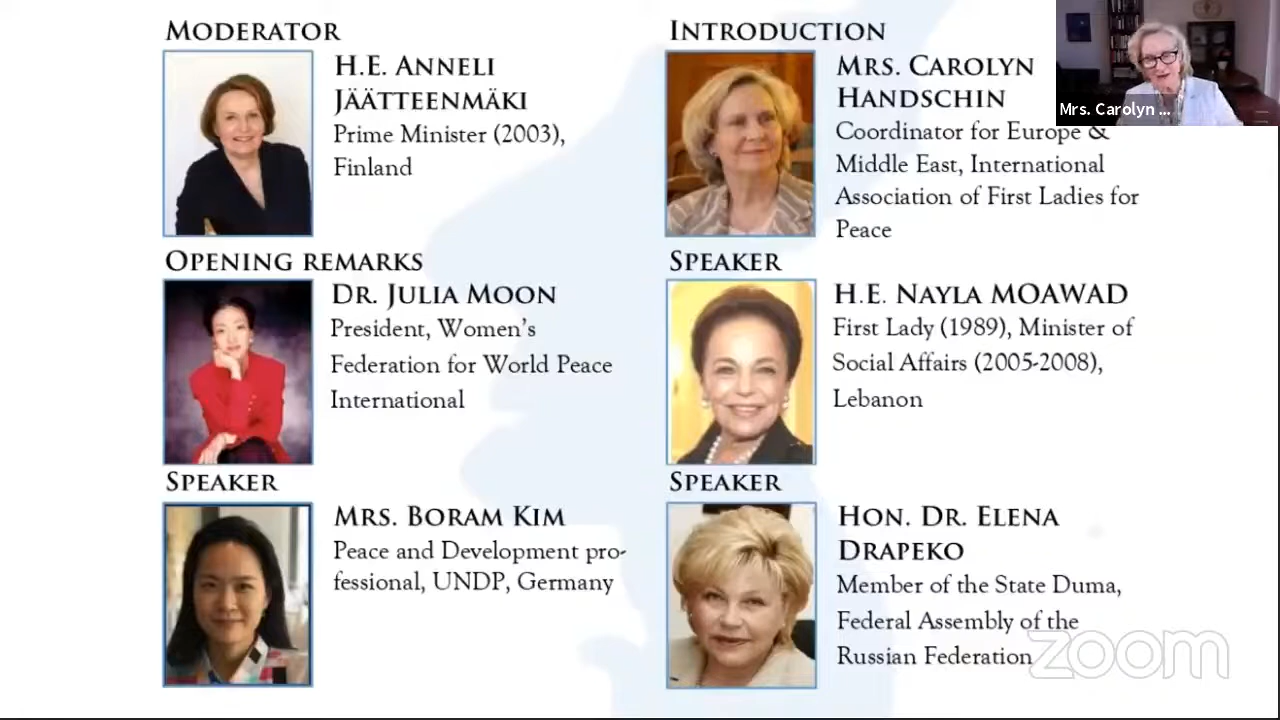 MODERATOR
H.E. ANNELI
JÄÄTTEENMÄKI
Prime Minister (2003),
Finland
INTRODUCTION
MRS. CAROLYN
HANDSCHIN
Coordinator for Europe &
Middle East, International
Association of First Ladies for
Peace
Mrs. Carolyn ...
OPENING REMARKS
DR. JULIA MOON
President, Women's
Federation for World Peace
International
SPEAKER
H.E. NAYLA MOAWAD
First Lady (1989), Minister of
Social Affairs (2005-2008),
Lebanon
SPEAKER
MRS. BORAM KIM
Peace and Development pro-
fessional, UNDP, Germany
SPEAKER
HON. DR. ELENA
DRAPEKO
Member of the State Duma,
Federal Assembly of the
Russian Federation
zoom